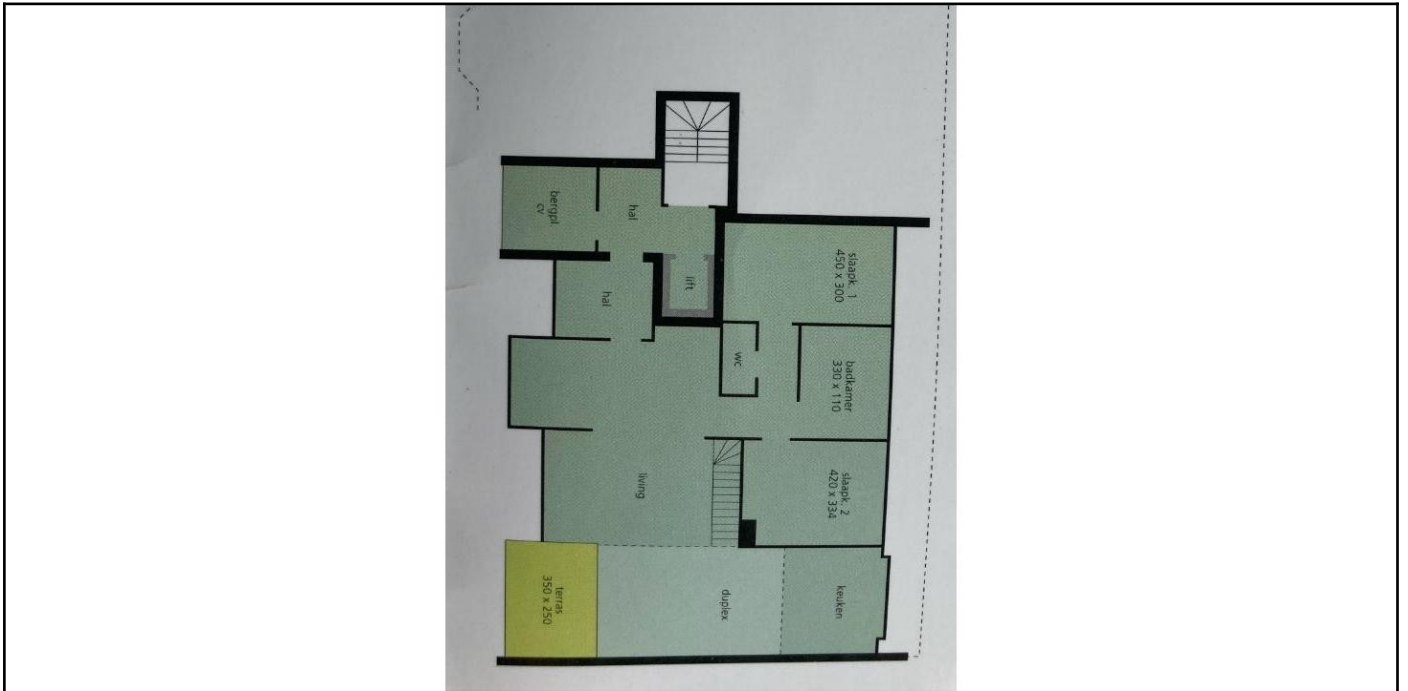 bergpl.
cv
hal
lift
slaapk. 1
450 x 300
hal
wc
badkamer
330 x 110
living
slaapk. 2
420 x 334
terras
350 x 250
duplex
keuken